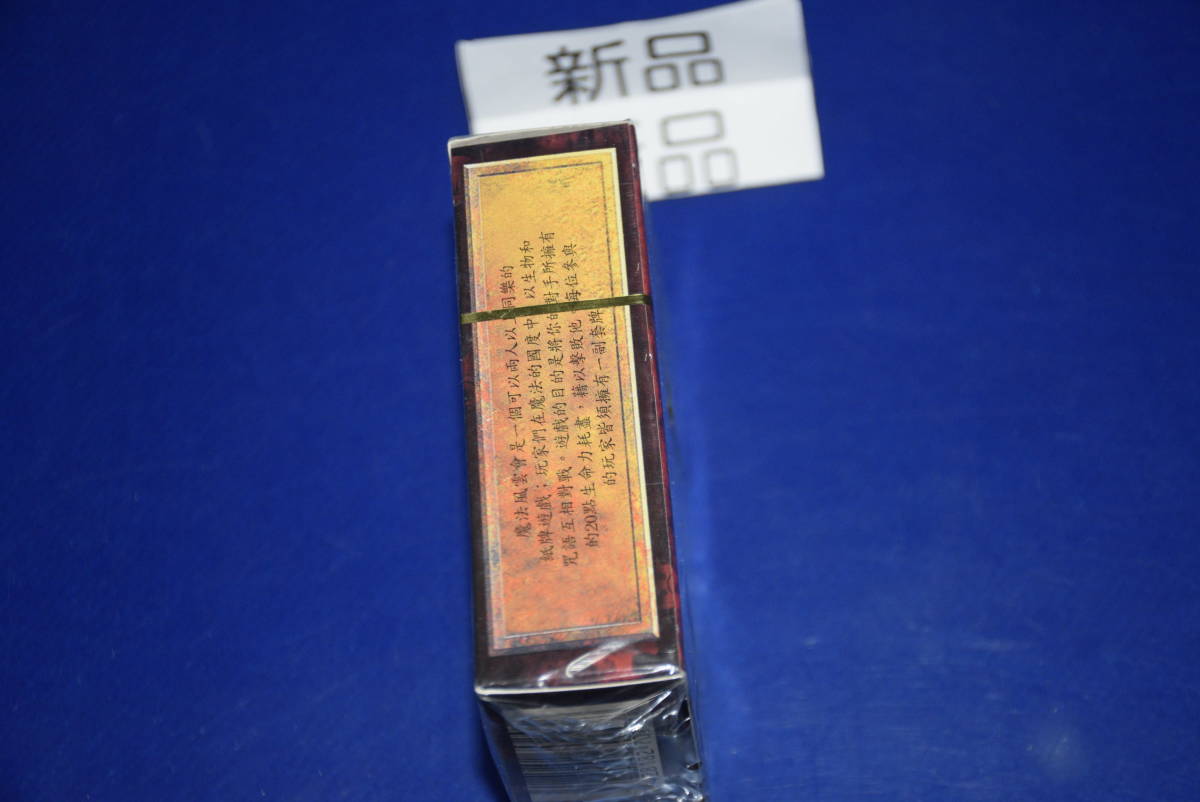 新品
品
魔法風雲會是一個可以兩人以上同樂的
紙牌遊戲;玩家們在魔法的國度中 以生物和
咒語互相對戰。遊戲的目的是將你的對手所擁有
的20點生命力耗盡,藉以擊敗他 每位參與
的玩家皆須擁有一副套牌